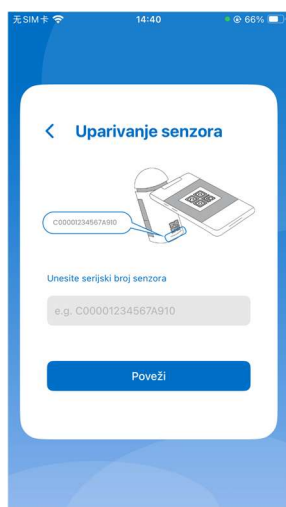 无SIM卡 14:40 66%
Uparivanje senzora
C00001234567A910
Unesite serijski broj senzora
e.g. C00001234567A910
Poveži